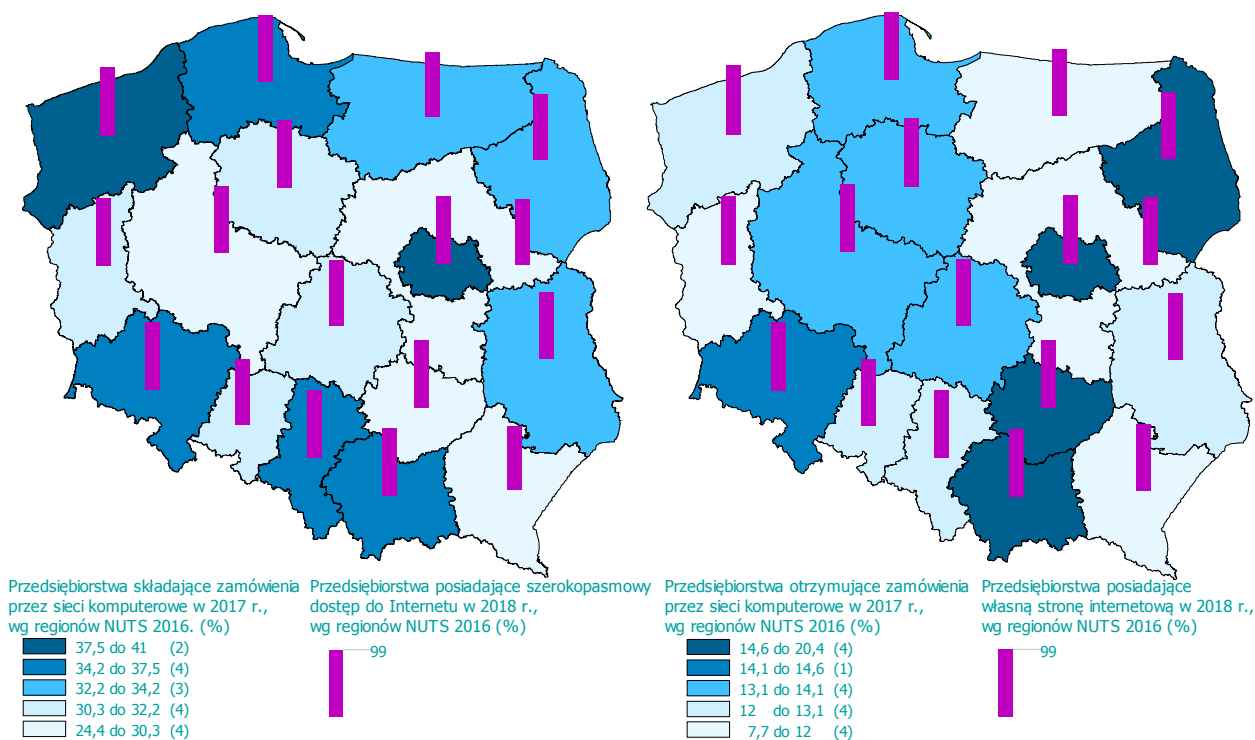 Przedsiębiorstwa składające zamówienia
przez sieci komputerowe w 2017 r.,
wg regionów NUTS 2016. (%)
37,5 do 41 (2)
34,2 do 37,5 (4)
32,2 do 34,2 (3)
30,3 do 32,2 (4)
24,4 do 30,3 (4)
Przedsiębiorstwa posiadające szerokopasmowy
dostęp do Internetu w 2018 r.,
wg regionów NUTS 2016 (%)
99
Przedsiębiorstwa otrzymujące zamówienia
przez sieci komputerowe w 2017 r.,
wg regionów NUTS 2016 (%)
14,6 do 20,4 (4)
14,1 do 14,6 (1)
13,1 do 14,1 (4)
12 do 13,1 (4)
7,7 do 12 (4)
Przedsiębiorstwa posiadające
własną stronę internetową w 2018 r.,
wg regionów NUTS 2016 (%)
99